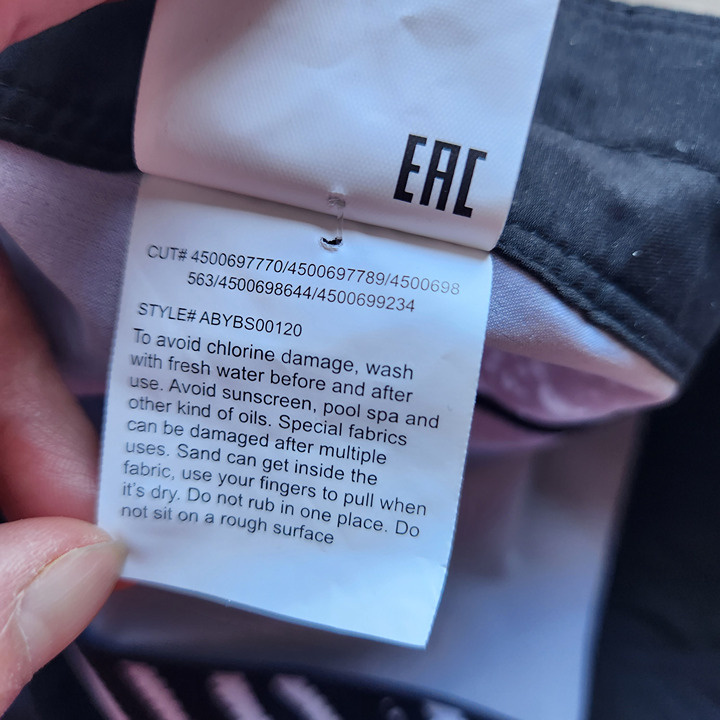 EAC
CUT# 4500697770/4500697789/4500698
563/4500698644/4500699234
STYLE# ABYBS00120
To avoid chlorine damage, wash
with fresh water before and after
use. Avoid sunscreen, pool spa and
other kind of oils. Special fabrics
can be damaged after multiple
uses. Sand can get inside the
fabric, use your fingers to pull when
it's dry. Do not rub in one place. Do
not sit on a rough surface